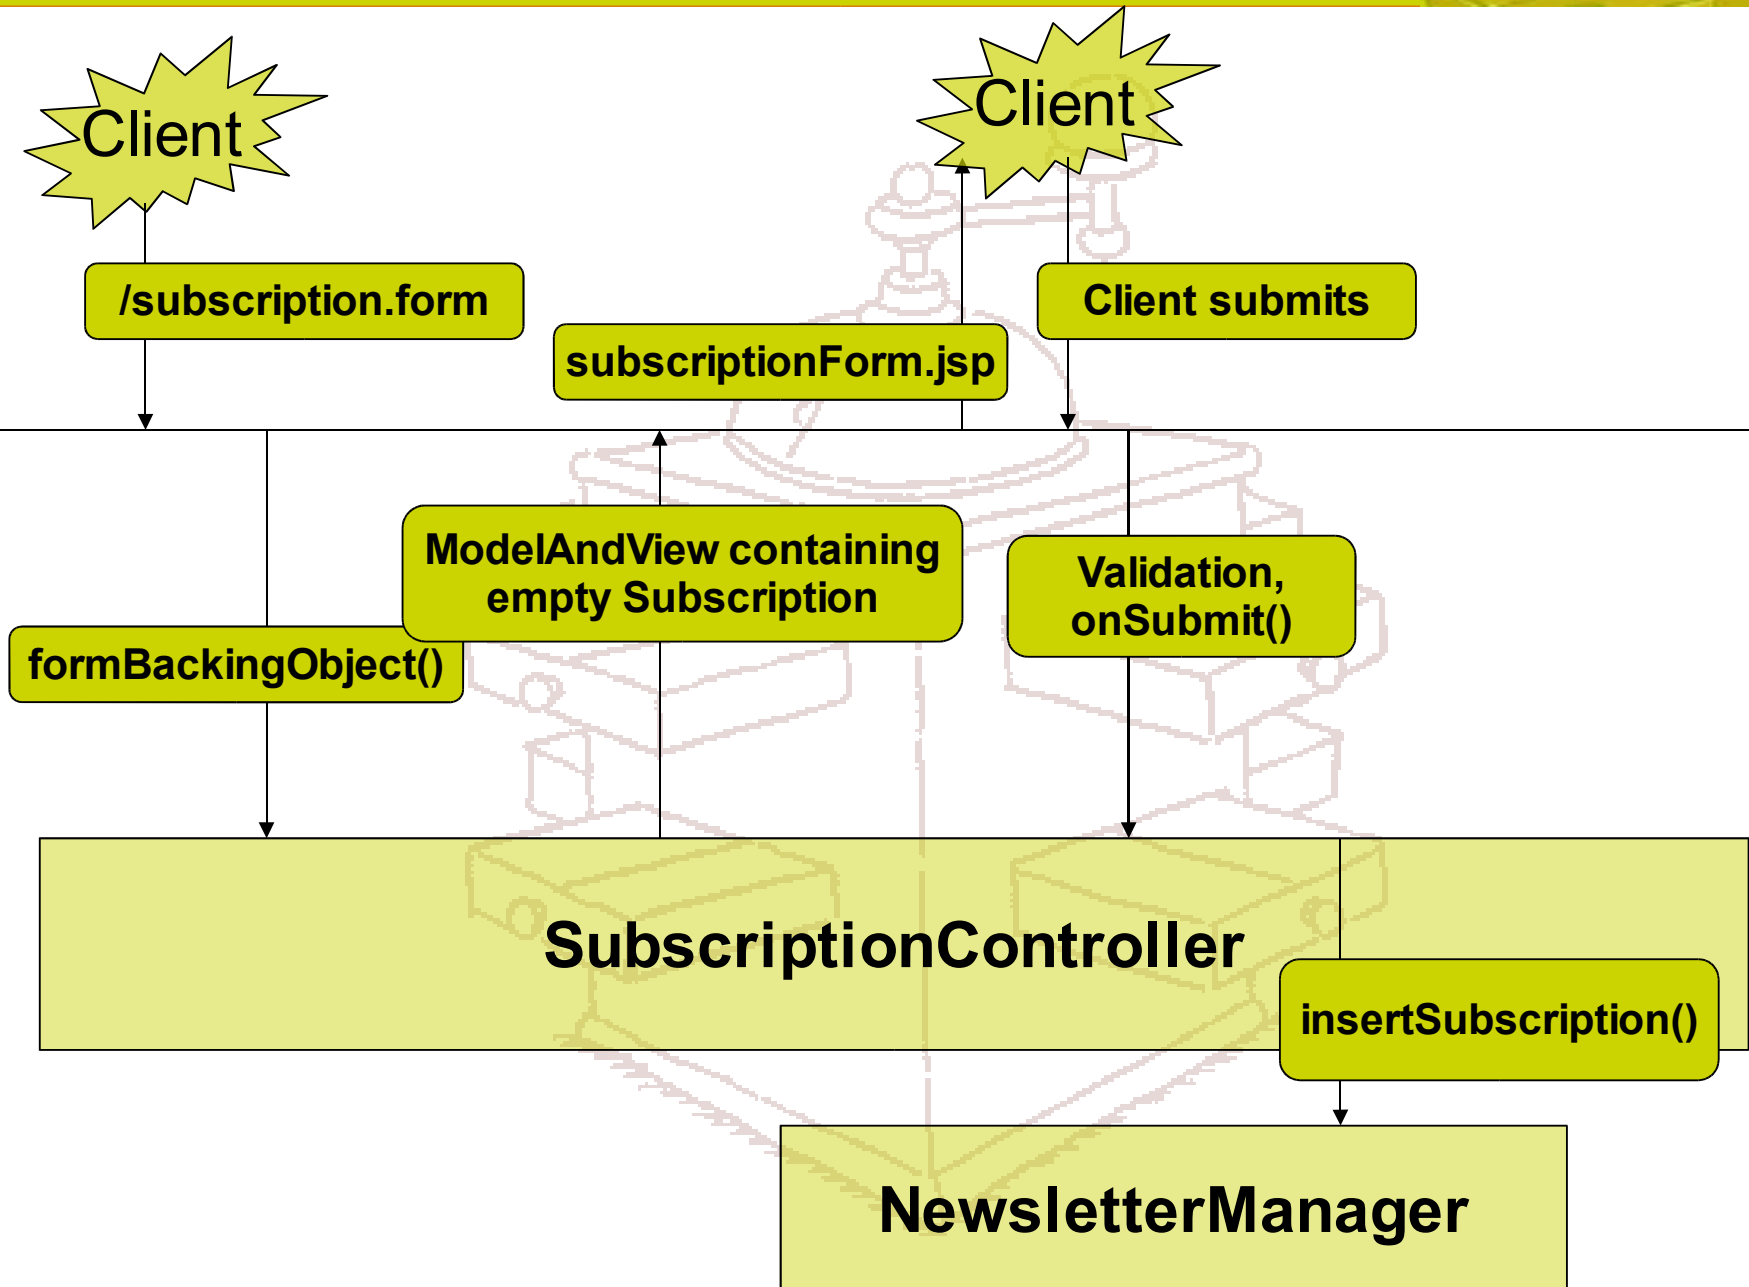 Client
Client
/subscription.form
Client submits
subscriptionForm.jsp
ModelAndView containing
empty Subscription
Validation,
onSubmit()
formBackingObject()
SubscriptionController
insertSubscription()
NewsletterManager